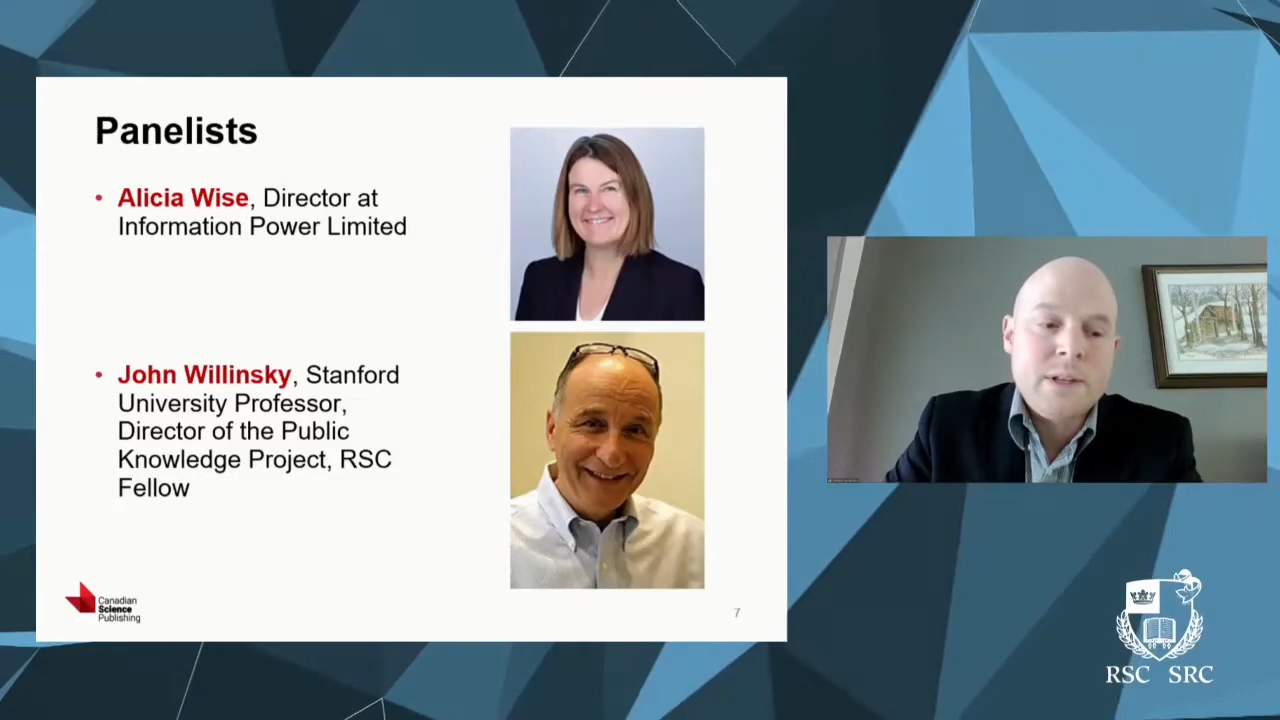 Panelists
• Alicia Wise, Director at
Information Power Limited
• John Willinsky, Stanford
University Professor,
Director of the Public
Knowledge Project, RSC
Fellow
Canadian
Science
Publishing
7
RSC SRC